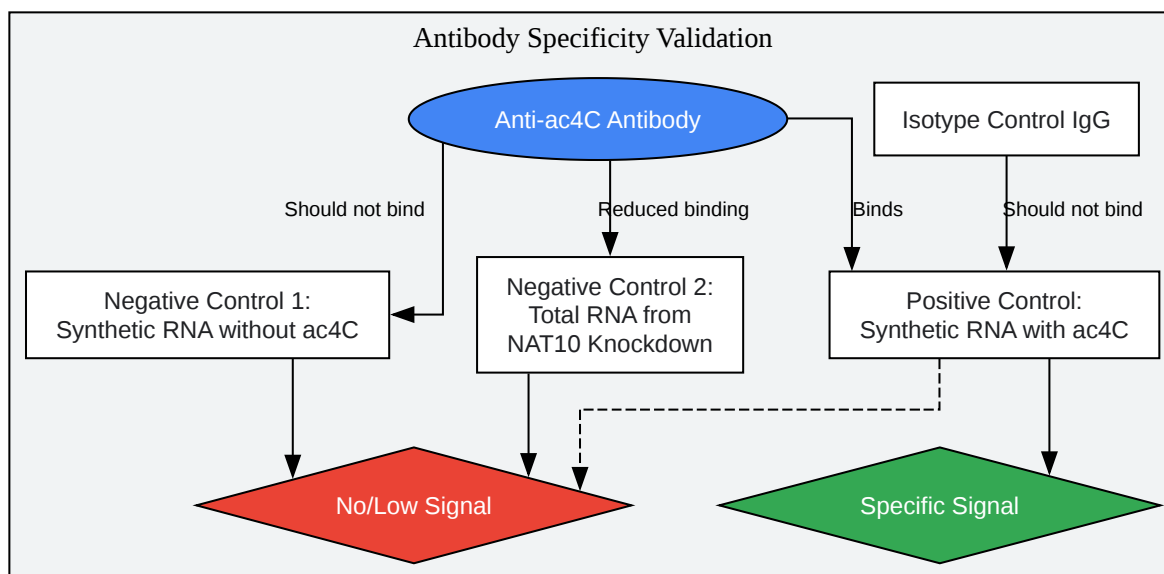 Antibody Specificity Validation
Anti-ac4C Antibody
Isotype Control IgG
Should not bind
Reduced binding
Binds
Should not bind
Negative Control 1:
Synthetic RNA without ac4C
Negative Control 2:
Total RNA from
NAT10 Knockdown
Positive Control:
Synthetic RNA with ac4C
No/Low Signal
Specific Signal